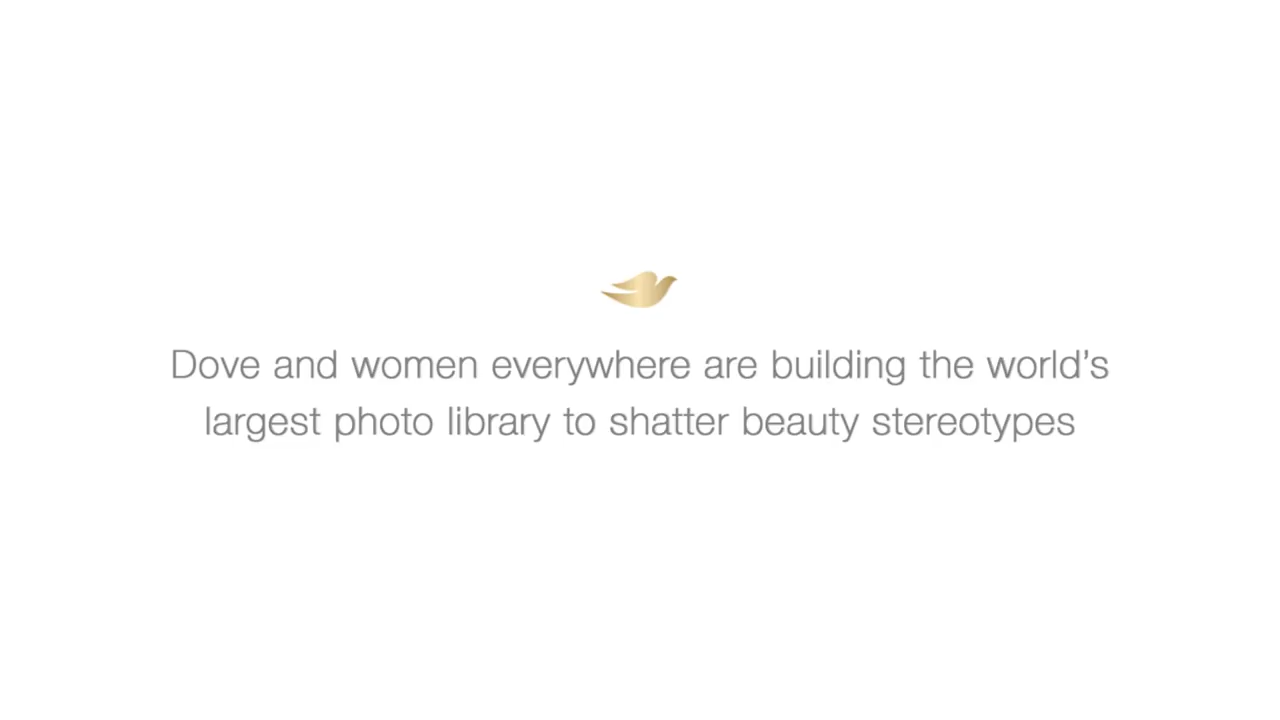 Dove and women everywhere are building the world’s
largest photo library to shatter beauty stereotypes